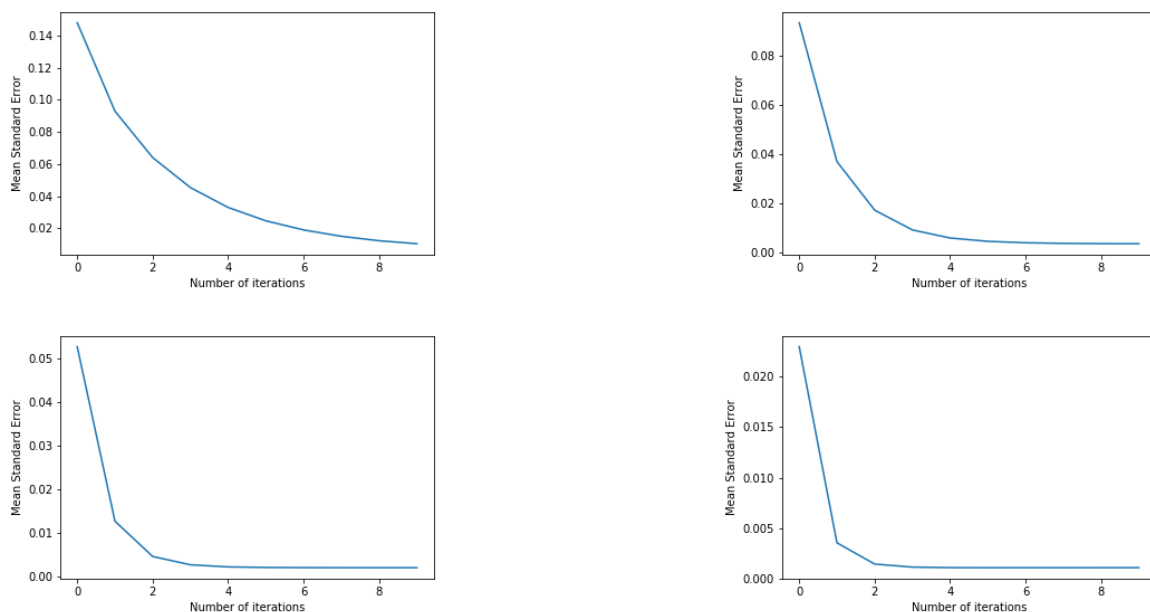 0.14
0.12
0.10
0.08
0.06
0.04
0.02
Mean Standard Error
0 2 4 6 8
Number of iterations
0.08
0.06
0.04
0.02
0.00
Mean Standard Error
0 2 4 6 8
Number of iterations
0.05
0.04
0.03
0.02
0.01
0.00
Mean Standard Error
0 2 4 6 8
Number of iterations
0.020
0.015
0.010
0.005
0.000
Mean Standard Error
0 2 4 6 8
Number of iterations